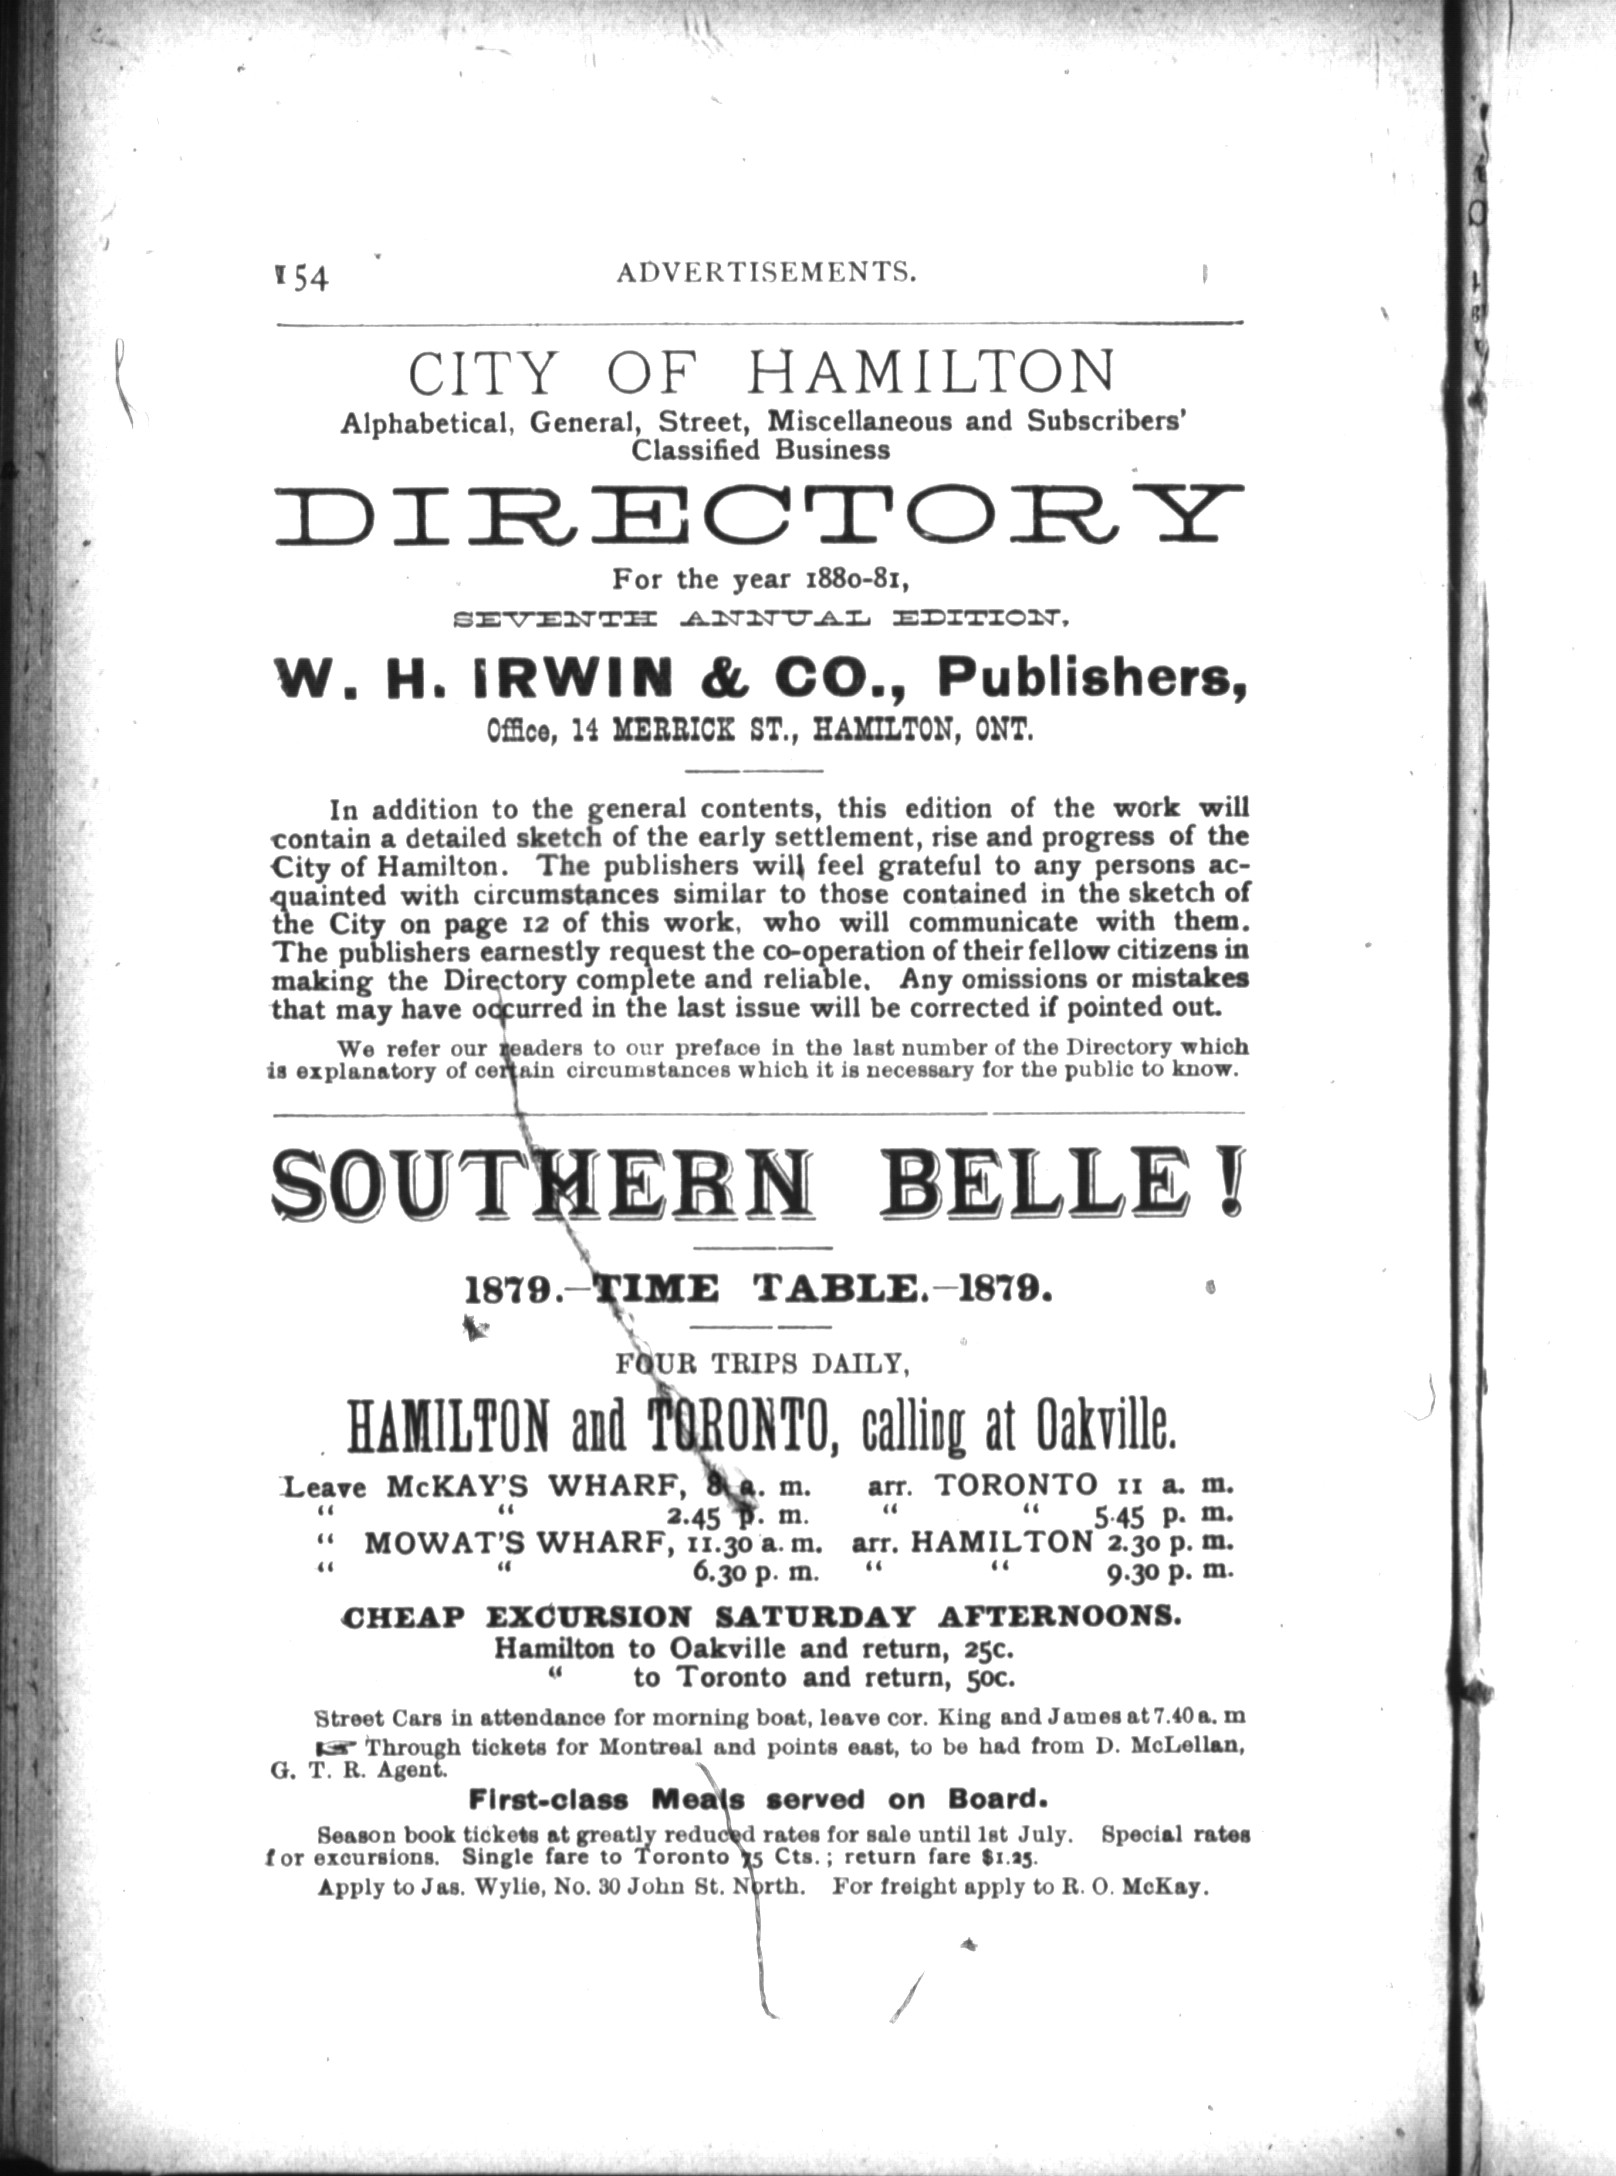 154 ADVERTISEMENTS.
CITY OF HAMILTON
Alphabetical, General, Street, Miscellaneous and Subscribers'
Classified Business
DIRECTORY
For the year 1880-81,
SEVENTH ANNUAL EDITION,
W. H. IRWIN & CO., Publishers,
Office, 14 MERRICK ST., HAMILTON, ONT.
In addition to the general contents, this edition of the work will
contain a detailed sketch of the early settlement, rise and progress of the
City of Hamilton. The publishers will feel grateful to any persons ac-
quainted with circumstances similar to those contained in the sketch of
the City on page 12 of this work, who will communicate with them.
The publishers earnestly request the co-operation of their fellow citizens in
making the Directory complete and reliable. Any omissions or mistakes
that may have occurred in the last issue will be corrected if pointed out.
We refer our readers to our preface in the last number of the Directory which
is explanatory of certain circumstances which it is necessary for the public to know.
SOUTHERN BELLE!
1879.—TIME TABLE.—1879.
FOUR TRIPS DAILY,
HAMILTON and TORONTO, calling at Oakville.
Leave McKAY'S WHARF, 8 a. m. arr. TORONTO 11 a. m.
" " 2.45 p. m. " " 5.45 p. m.
" MOWAT'S WHARF, 11.30 a. m. arr. HAMILTON 2.30 p. m.
" " 6.30 p. m. " " 9.30 p. m.
CHEAP EXCURSION SATURDAY AFTERNOONS.
Hamilton to Oakville and return, 25c.
" to Toronto and return, 50c.
Street Cars in attendance for morning boat, leave cor. King and James at 7.40 a. m
☞ Through tickets for Montreal and points east, to be had from D. McLellan,
G. T. R. Agent.
First-class Meals served on Board.
Season book tickets at greatly reduced rates for sale until 1st July. Special rates
for excursions. Single fare to Toronto 75 Cts.; return fare $1.25.
Apply to Jas. Wylie, No. 30 John St. North. For freight apply to R. O. McKay.